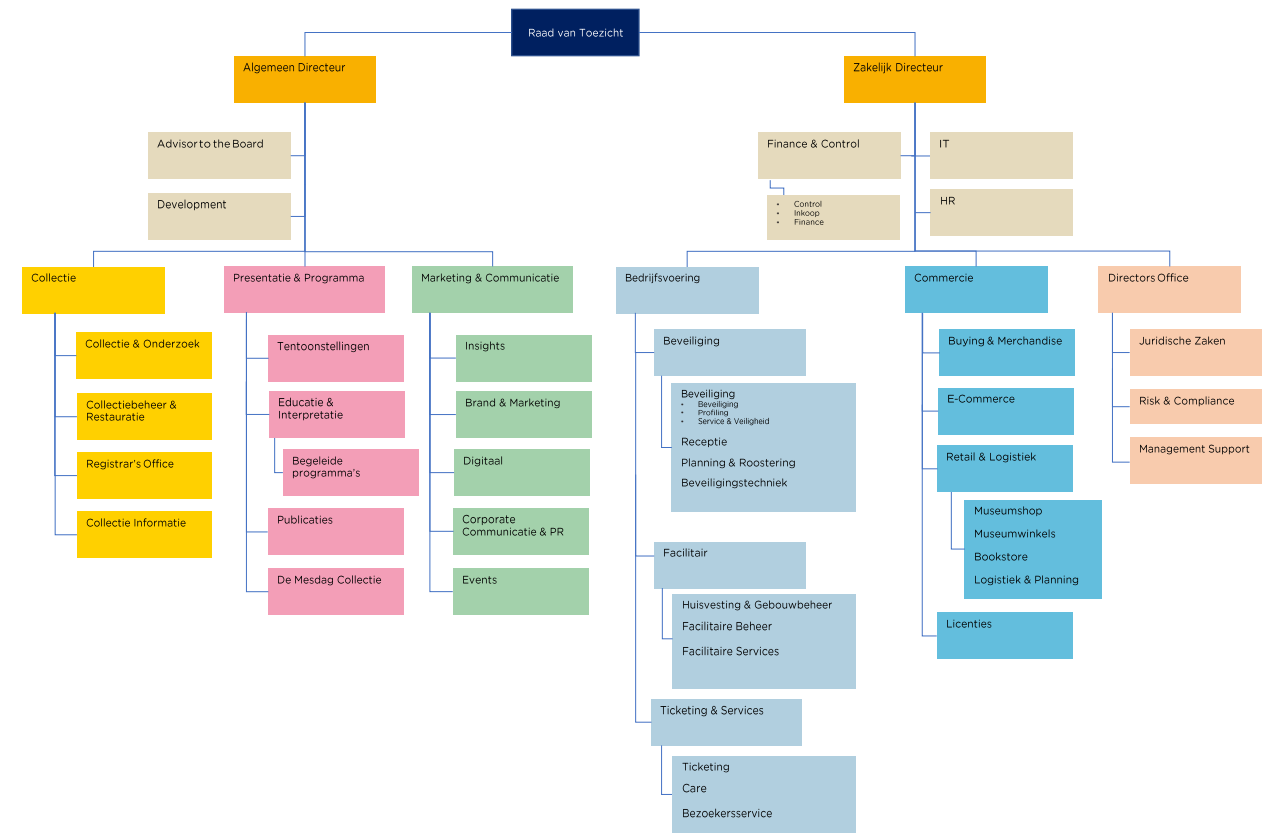 Raad van Toezicht
Algemeen Directeur
Zakelijk Directeur
Advisor to the Board
Development
Finance & Control
• Control
• Inkoop
• Finance
IT
HR
Collectie
Collectie & Onderzoek
Collectiebeheer &
Restauratie
Registrar's Office
Collectie Informatie
Presentatie & Programma
Tentoonstellingen
Educatie &
Interpretatie
Begeleide
programma's
Publicaties
De Mesdag Collectie
Marketing & Communicatie
Insights
Brand & Marketing
Digitaal
Corporate
Communicatie & PR
Events
Bedrijfsvoering
Beveiliging
Beveiliging
• Beveiliging
• Profiling
• Service & Veiligheid
Receptie
Planning & Roostering
Beveiligingstechniek
Facilitair
Huisvesting & Gebouwbeheer
Facilitaire Beheer
Facilitaire Services
Ticketing & Services
Ticketing
Care
Bezoekersservice
Commercie
Buying & Merchandise
E-Commerce
Retail & Logistiek
Museumshop
Museumwinkels
Bookstore
Logistiek & Planning
Licenties
Directors Office
Juridische Zaken
Risk & Compliance
Management Support